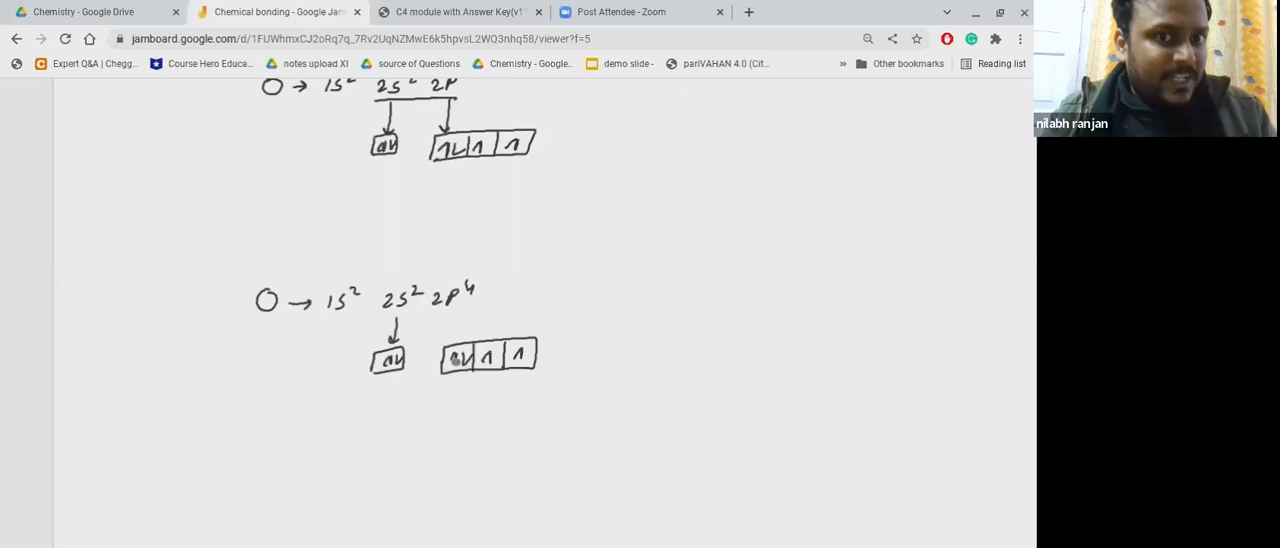 Chemistry - Google Drive
Chemical bonding - Google Jam
C4 module with Answer Key(v1
Post Attendee - Zoom
jamboard.google.com/d/1FUWhmxCJ2oRq7q_7Rv2UqNZMwE6k5hpvsL2WQ3nhq58/viewer?f=5
Expert Q&A | Chegg...
Course Hero Educa...
notes upload XI
source of Questions
Chemistry - Google...
demo slide -
pariVAHAN 4.0 (Cit...
»
Other bookmarks
Reading list
nilabh ranjan
O → 1s² 2s² 2p
O → 1s² 2s² 2p⁴